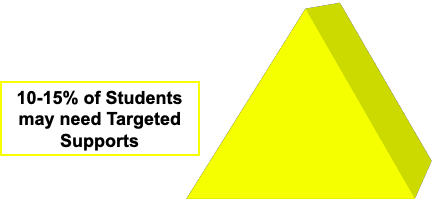 10-15% of Students
may need Targeted
Supports